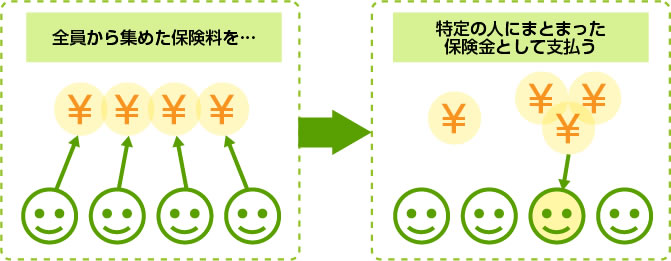 全員から集めた保険料を…
¥ ¥ ¥ ¥
特定の人にまとまった
保険金として支払う
¥ ¥ ¥ ¥